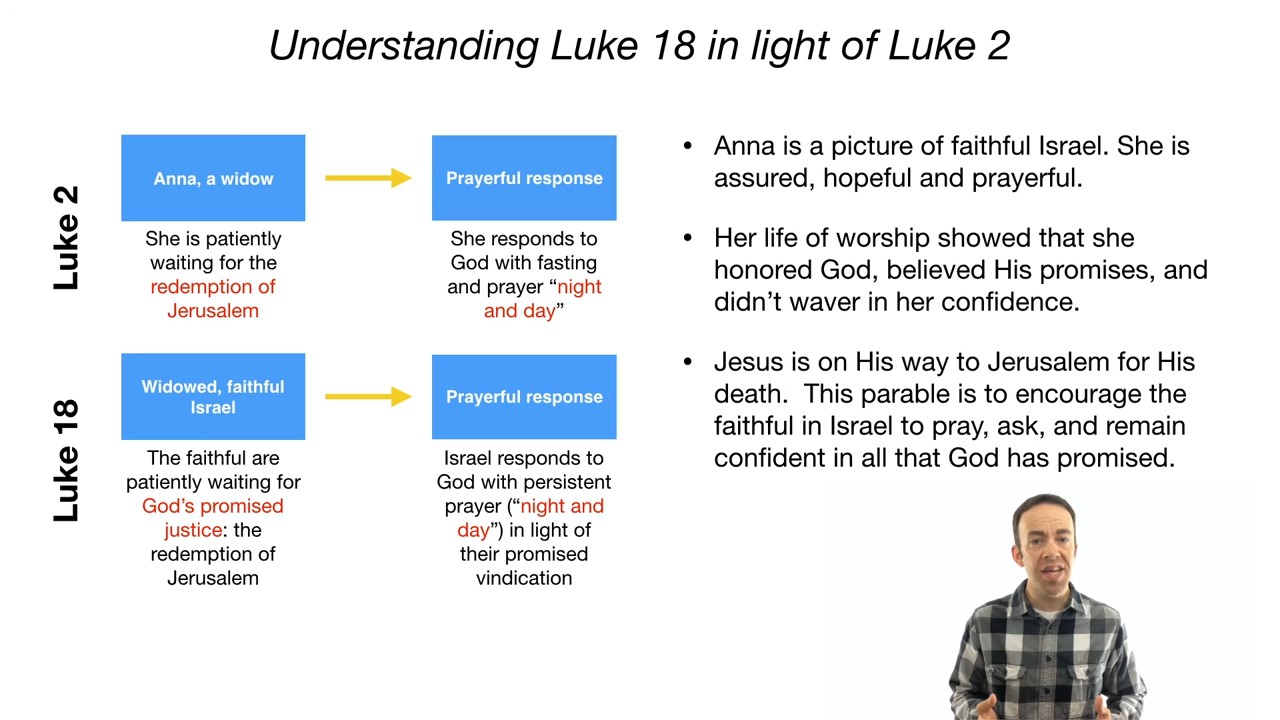 Understanding Luke 18 in light of Luke 2
Luke 2
Anna, a widow
She is patiently
waiting for the
redemption of
Jerusalem
Prayerful response
She responds to
God with fasting
and prayer “night
and day”
Luke 18
Widowed, faithful
Israel
The faithful are
patiently waiting for
God’s promised
justice: the
redemption of
Jerusalem
Prayerful response
Israel responds to
God with persistent
prayer (“night and
day”) in light of
their promised
vindication
• Anna is a picture of faithful Israel. She is
assured, hopeful and prayerful.
• Her life of worship showed that she
honored God, believed His promises, and
didn’t waver in her confidence.
• Jesus is on His way to Jerusalem for His
death.  This parable is to encourage the
faithful in Israel to pray, ask, and remain
confident in all that God has promised.